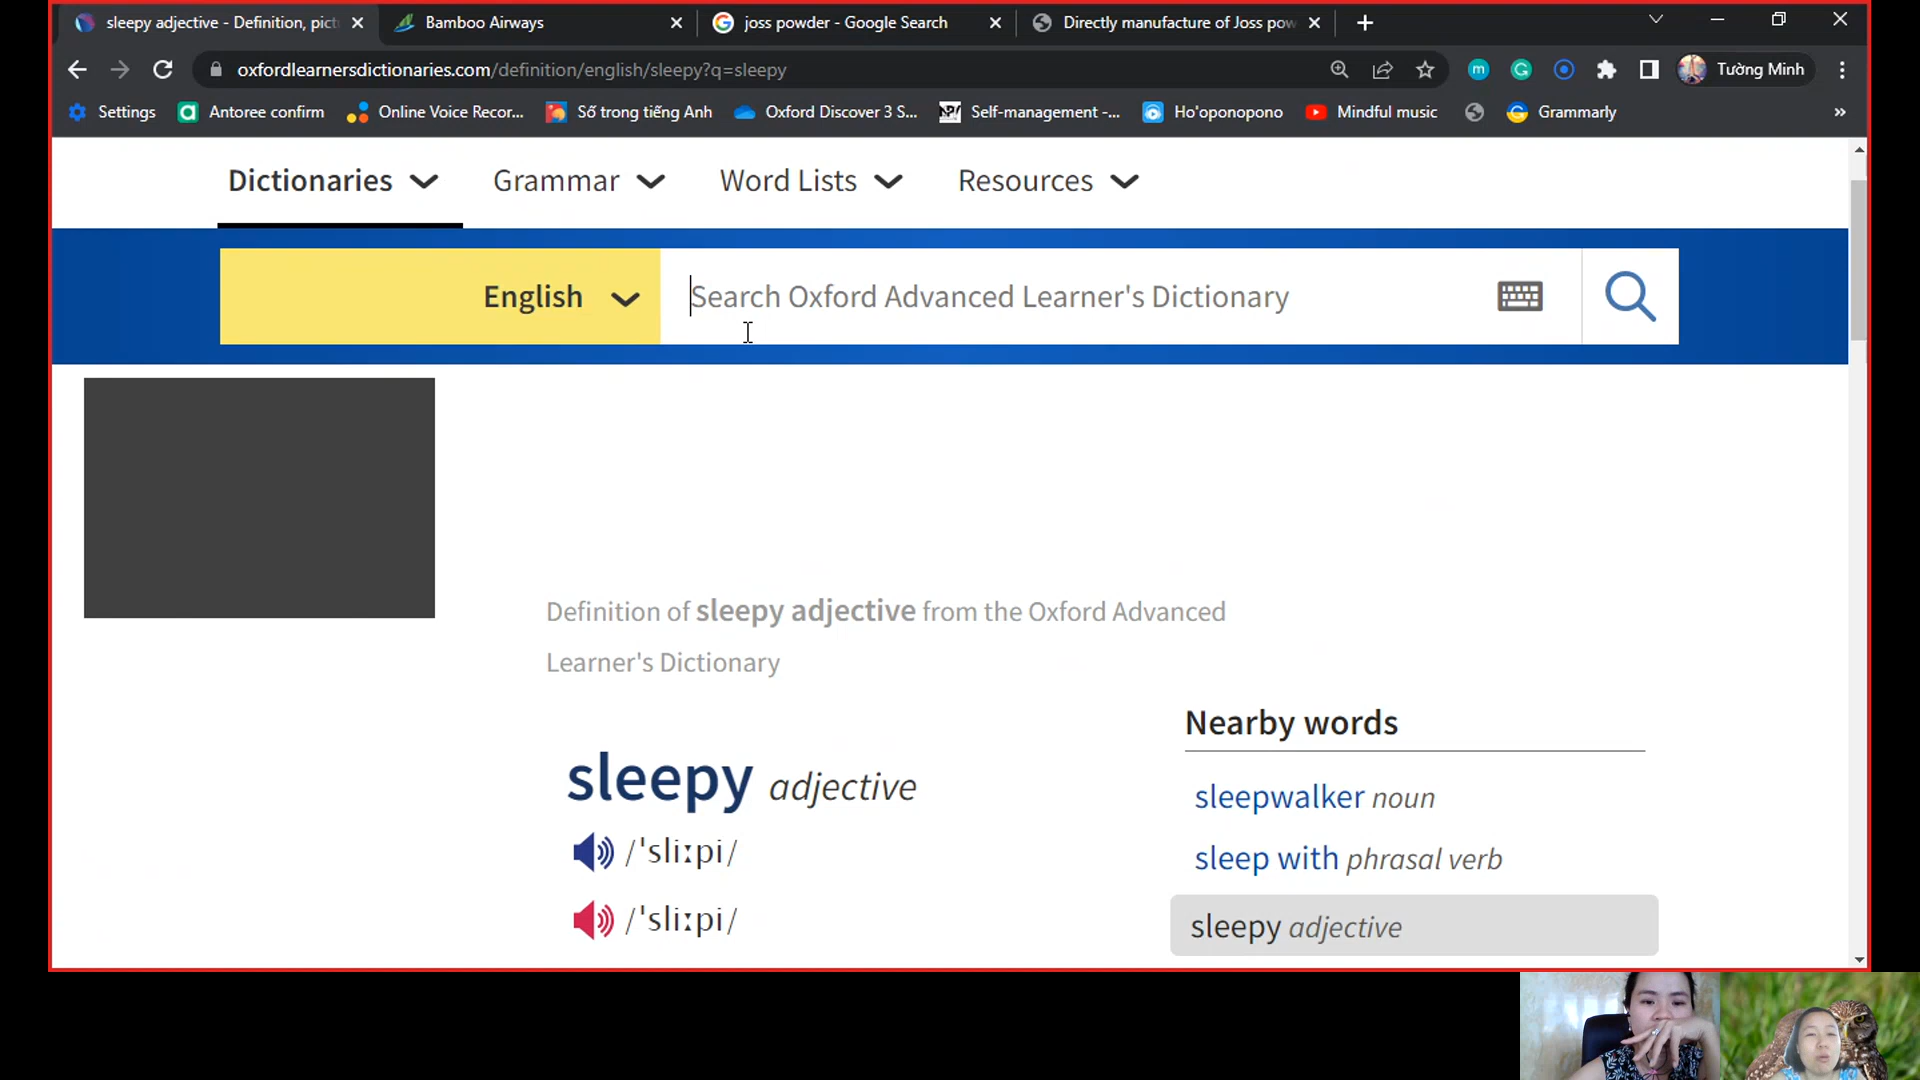 sleepy adjective - Definition, pict
Bamboo Airways
joss powder - Google Search
Directly manufacture of Joss pow
oxfordlearnersdictionaries.com/definition/english/sleepy?q=sleepy
Tường Minh
Settings
Antoree confirm
Online Voice Recor...
Số trong tiếng Anh
Oxford Discover 3 S...
Self-management -...
Ho'oponopono
Mindful music
Grammarly
Dictionaries
Grammar
Word Lists
Resources
English
Search Oxford Advanced Learner's Dictionary
Definition of sleepy adjective from the Oxford Advanced
Learner's Dictionary
sleepy adjective
/ˈsliːpi/
/ˈsliːpi/
Nearby words
sleepwalker noun
sleep with phrasal verb
sleepy adjective